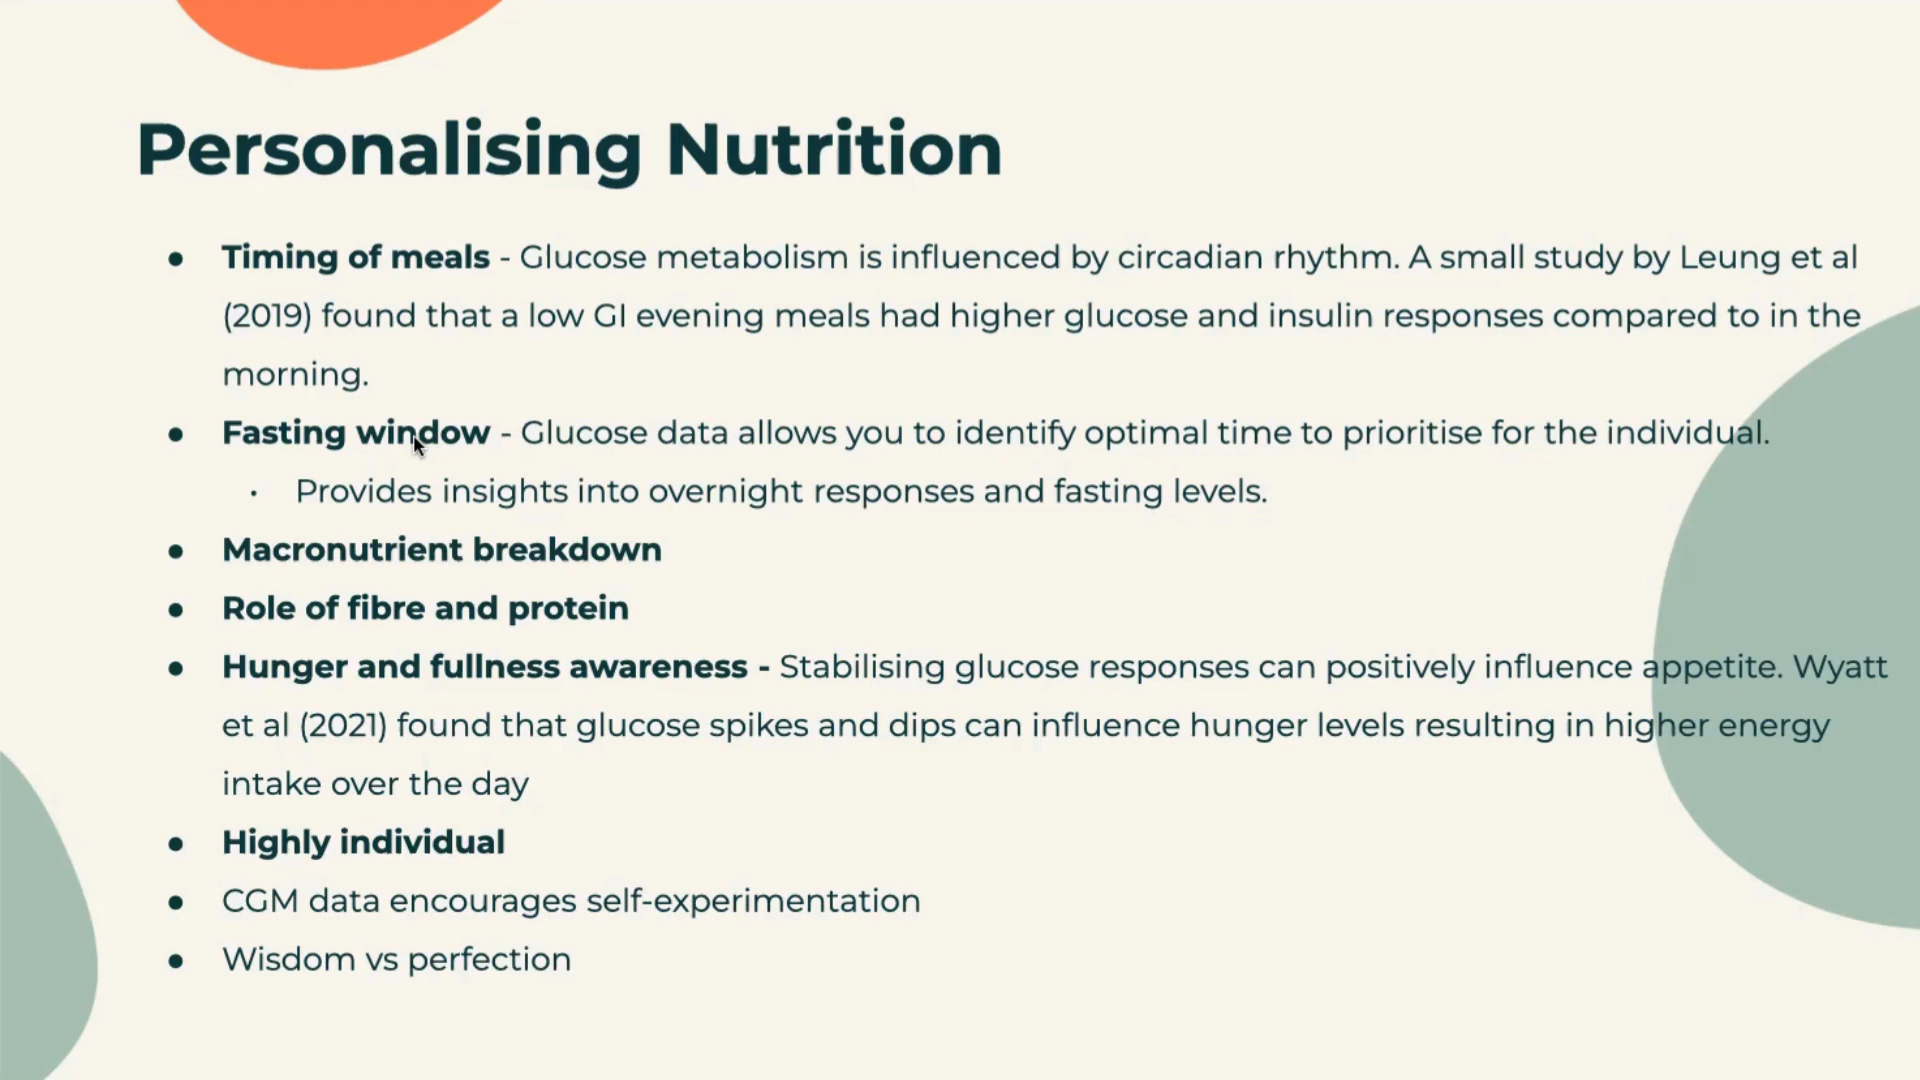 Personalising Nutrition
● Timing of meals - Glucose metabolism is influenced by circadian rhythm. A small study by Leung et al
(2019) found that a low GI evening meals had higher glucose and insulin responses compared to in the
morning.
● Fasting window - Glucose data allows you to identify optimal time to prioritise for the individual.
• Provides insights into overnight responses and fasting levels.
● Macronutrient breakdown
● Role of fibre and protein
● Hunger and fullness awareness - Stabilising glucose responses can positively influence appetite. Wyatt
et al (2021) found that glucose spikes and dips can influence hunger levels resulting in higher energy
intake over the day
● Highly individual
● CGM data encourages self-experimentation
● Wisdom vs perfection